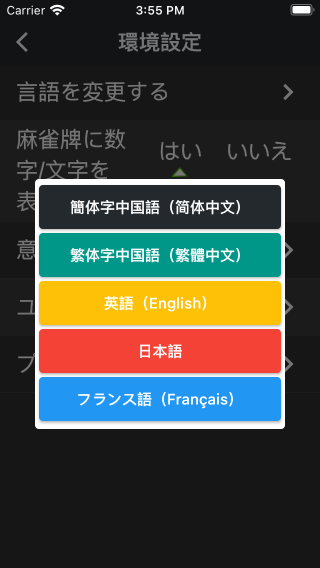 Carrier 3:55 PM
環境設定
言語を変更する
麻雀牌に数
字/文字を
表
はい いいえ
簡体字中国語（简体中文）
繁体字中国語（繁體中文）
英語（English）
日本語
フランス語（Français）
意
ユ
プ